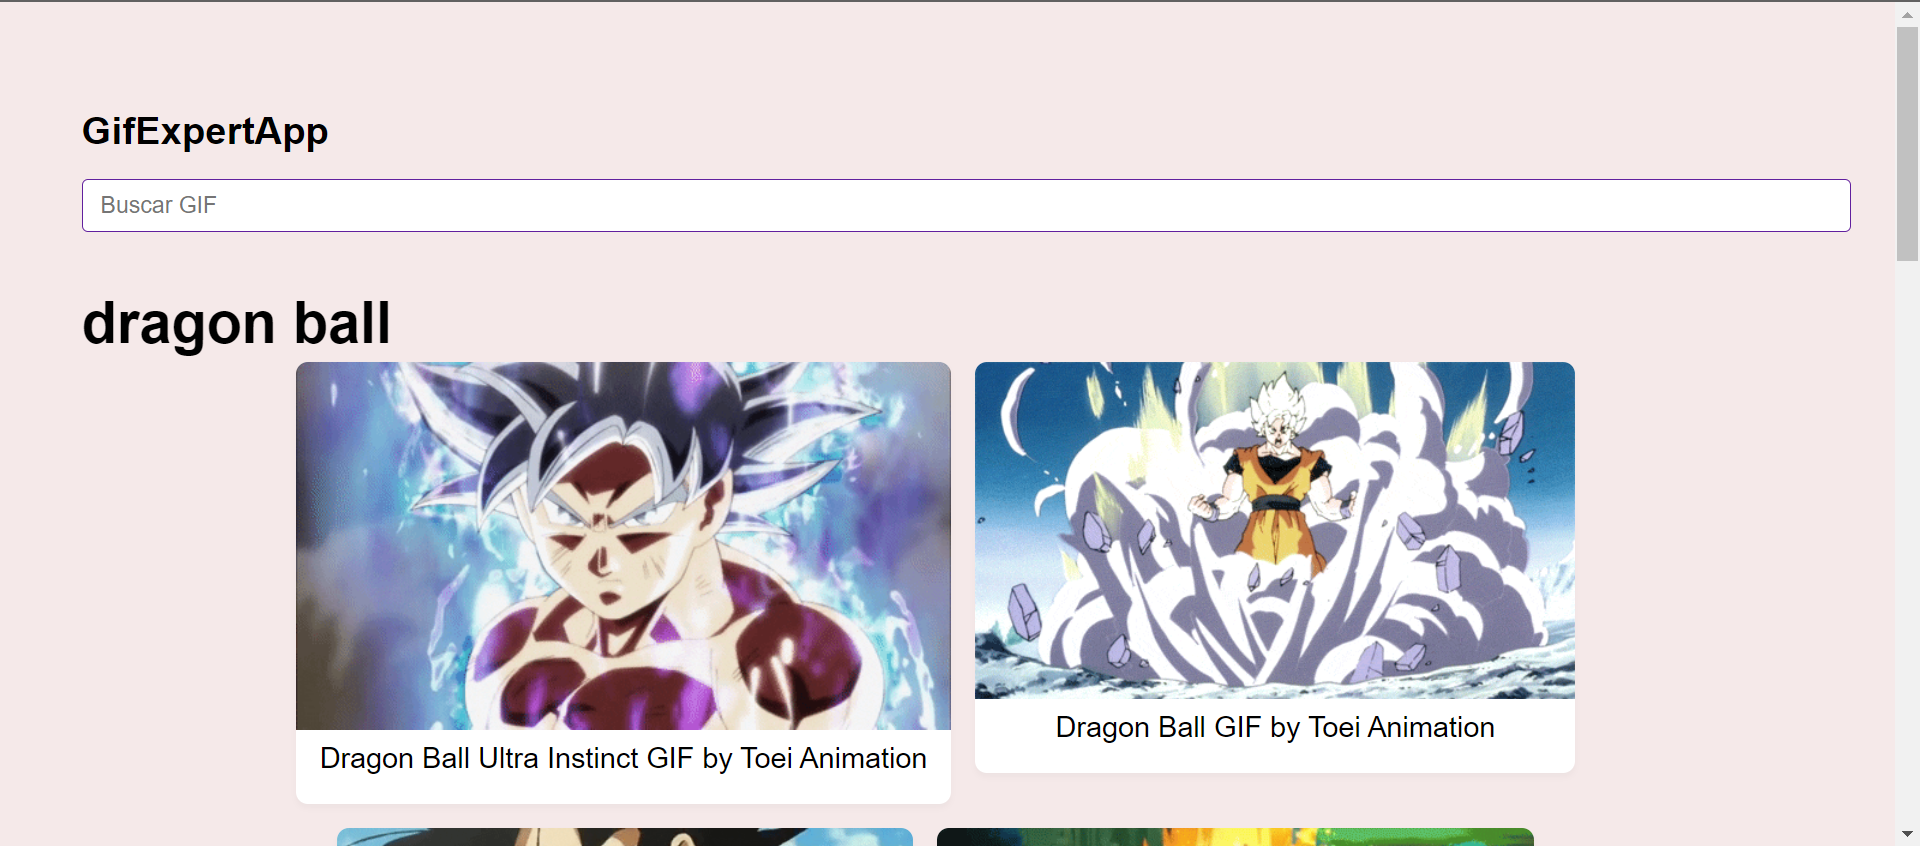 GifExpertApp
Buscar GIF
dragon ball
Dragon Ball Ultra Instinct GIF by Toei Animation
Dragon Ball GIF by Toei Animation